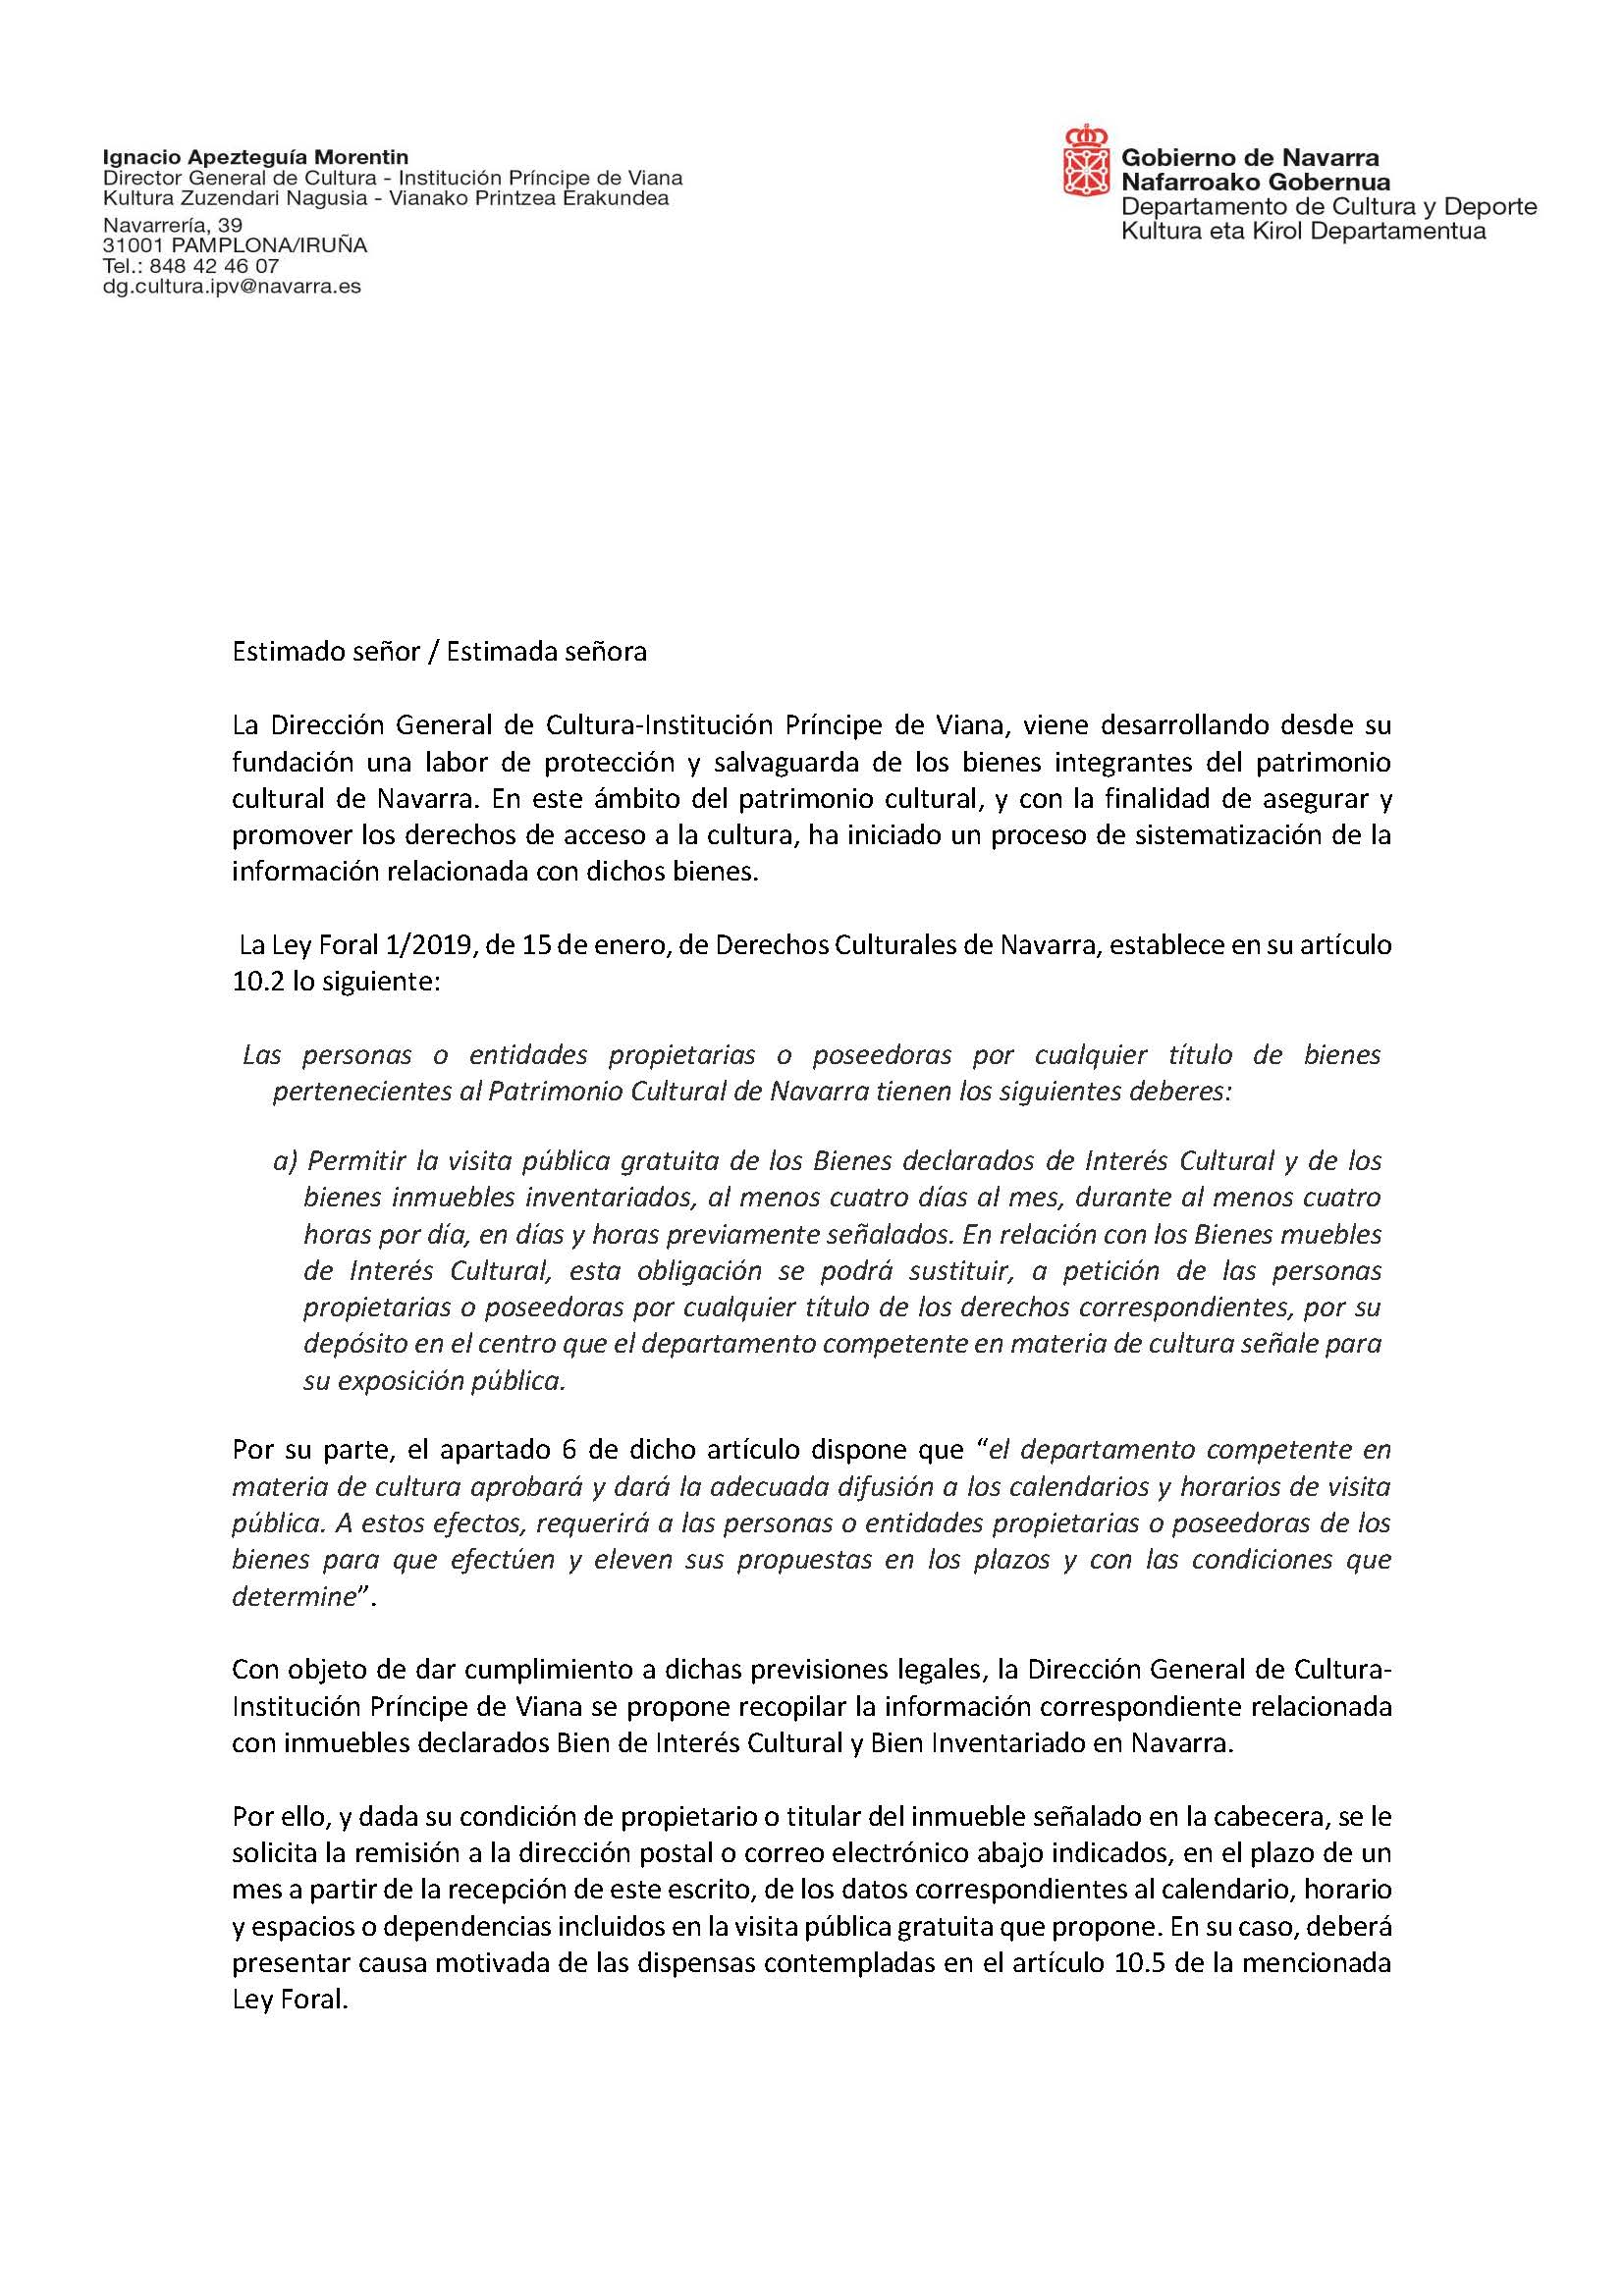 Ignacio Apezteguía Morentin
Director General de Cultura - Institución Príncipe de Viana
Kultura Zuzendari Nagusia - Vianako Printzea Erakundea
Navarrería, 39
31001 PAMPLONA/IRUÑA
Tel.: 848 42 46 07
dg.cultura.ipv@navarra.es
Gobierno de Navarra
Nafarroako Gobernua
Departamento de Cultura y Deporte
Kultura eta Kirol Departamentua
Estimado señor / Estimada señora
La Dirección General de Cultura-Institución Príncipe de Viana, viene desarrollando desde su
fundación una labor de protección y salvaguarda de los bienes integrantes del patrimonio
cultural de Navarra. En este ámbito del patrimonio cultural, y con la finalidad de asegurar y
promover los derechos de acceso a la cultura, ha iniciado un proceso de sistematización de la
información relacionada con dichos bienes.
La Ley Foral 1/2019, de 15 de enero, de Derechos Culturales de Navarra, establece en su artículo
10.2 lo siguiente:
Las personas o entidades propietarias o poseedoras por cualquier título de bienes
pertenecientes al Patrimonio Cultural de Navarra tienen los siguientes deberes:
a) Permitir la visita pública gratuita de los Bienes declarados de Interés Cultural y de los
bienes inmuebles inventariados, al menos cuatro días al mes, durante al menos cuatro
horas por día, en días y horas previamente señalados. En relación con los Bienes muebles
de Interés Cultural, esta obligación se podrá sustituir, a petición de las personas
propietarias o poseedoras por cualquier título de los derechos correspondientes, por su
depósito en el centro que el departamento competente en materia de cultura señale para
su exposición pública.
Por su parte, el apartado 6 de dicho artículo dispone que “el departamento competente en
materia de cultura aprobará y dará la adecuada difusión a los calendarios y horarios de visita
pública. A estos efectos, requerirá a las personas o entidades propietarias o poseedoras de los
bienes para que efectúen y eleven sus propuestas en los plazos y con las condiciones que
determine”.
Con objeto de dar cumplimiento a dichas previsiones legales, la Dirección General de Cultura-
Institución Príncipe de Viana se propone recopilar la información correspondiente relacionada
con inmuebles declarados Bien de Interés Cultural y Bien Inventariado en Navarra.
Por ello, y dada su condición de propietario o titular del inmueble señalado en la cabecera, se le
solicita la remisión a la dirección postal o correo electrónico abajo indicados, en el plazo de un
mes a partir de la recepción de este escrito, de los datos correspondientes al calendario, horario
y espacios o dependencias incluidos en la visita pública gratuita que propone. En su caso, deberá
presentar causa motivada de las dispensas contempladas en el artículo 10.5 de la mencionada
Ley Foral.